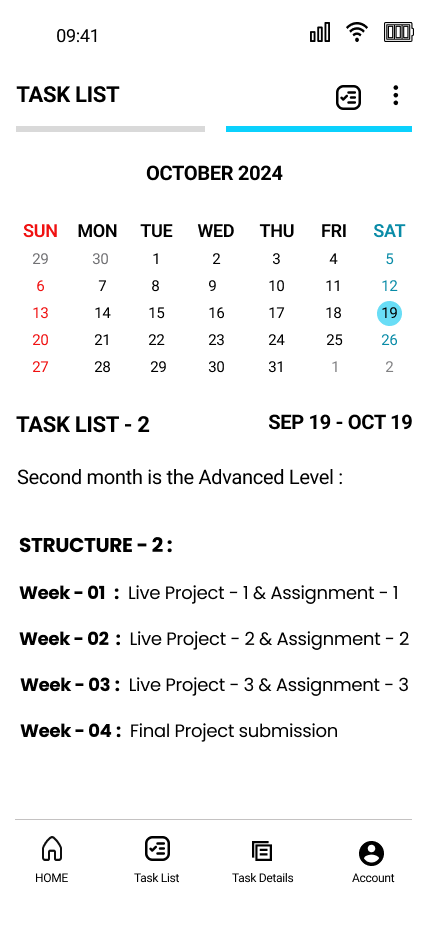 09:41
TASK LIST
OCTOBER 2024
SUN MON TUE WED THU FRI SAT
29 30 1 2 3 4 5
6 7 8 9 10 11 12
13 14 15 16 17 18 19
20 21 22 23 24 25 26
27 28 29 30 31 1 2
TASK LIST - 2 SEP 19 - OCT 19
Second month is the Advanced Level :
STRUCTURE - 2 :
Week - 01 : Live Project - 1 & Assignment - 1
Week - 02 : Live Project - 2 & Assignment - 2
Week - 03 : Live Project - 3 & Assignment - 3
Week - 04 : Final Project submission
HOME Task List Task Details Account